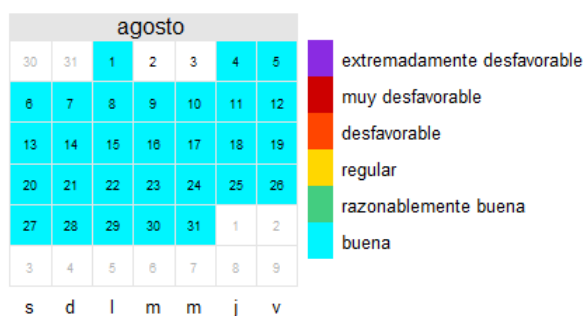 agosto
30 31 1 2 3 4 5
6 7 8 9 10 11 12
13 14 15 16 17 18 19
20 21 22 23 24 25 26
27 28 29 30 31 1 2
3 4 5 6 7 8 9
s d l m m j v
extremadamente desfavorable
muy desfavorable
desfavorable
regular
razonablemente buena
buena